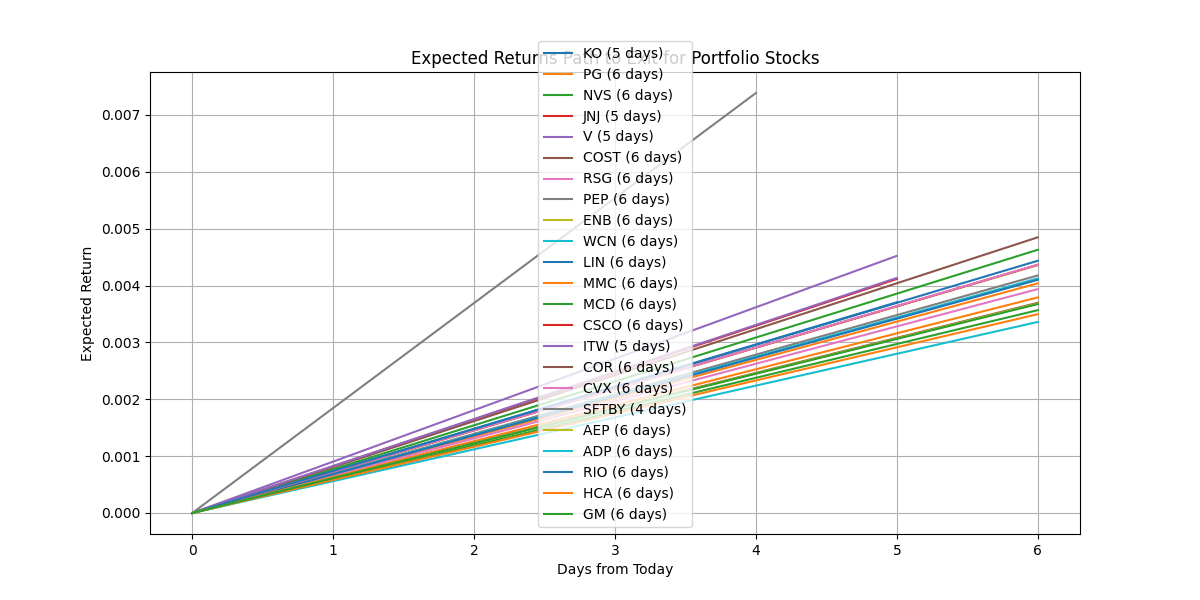 Expected Returns Path to Exit for Portfolio Stocks
KO (5 days)
PG (6 days)
NVS (6 days)
JNJ (5 days)
V (5 days)
COST (6 days)
RSG (6 days)
PEP (6 days)
ENB (6 days)
WCN (6 days)
LIN (6 days)
MMC (6 days)
MCD (6 days)
CSCO (6 days)
ITW (5 days)
COR (6 days)
CVX (6 days)
SFTBY (4 days)
AEP (6 days)
ADP (6 days)
RIO (6 days)
HCA (6 days)
GM (6 days)
Expected Return
0.007
0.006
0.005
0.004
0.003
0.002
0.001
0.000
0 1 2 3 4 5 6
Days from Today